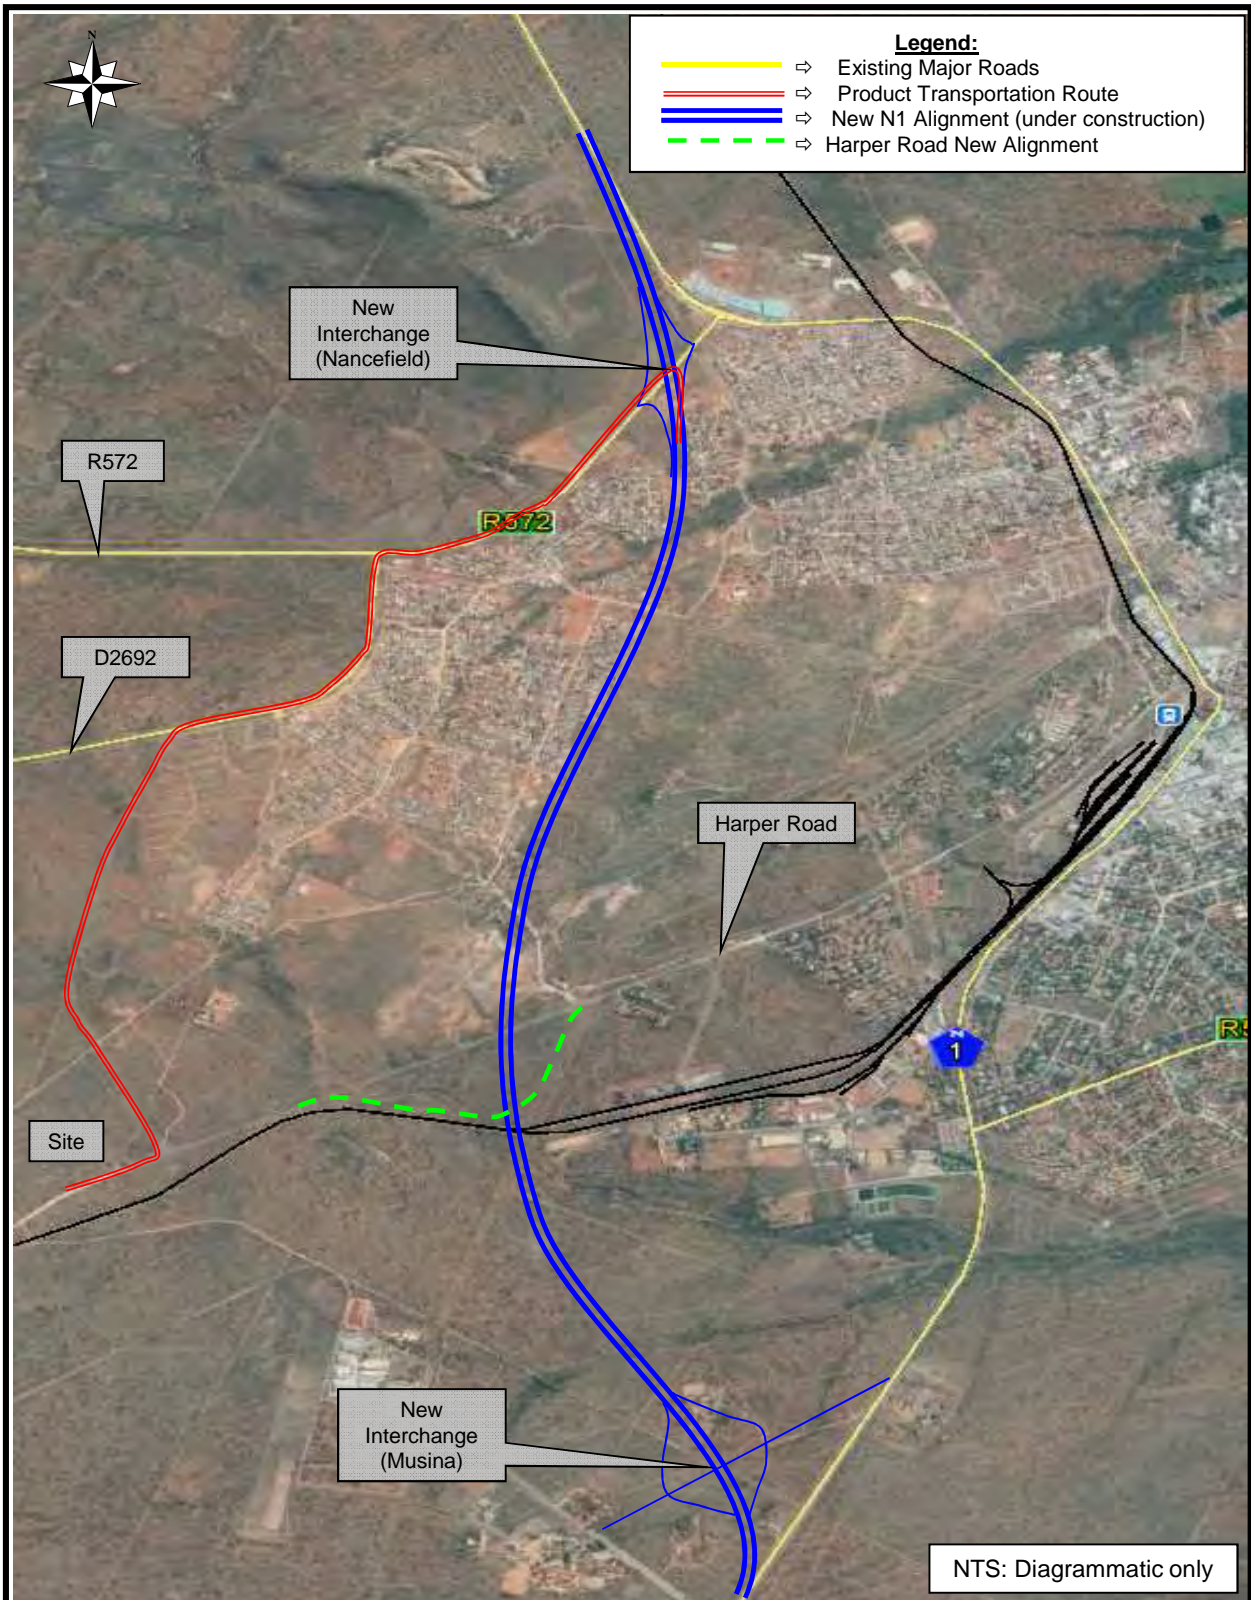 N
Legend:
⇨ Existing Major Roads
⇨ Product Transportation Route
⇨ New N1 Alignment (under construction)
⇨ Harper Road New Alignment
New
Interchange
(Nancefield)
R572
R572
D2692
Harper Road
N
1
R5
Site
New
Interchange
(Musina)
NTS: Diagrammatic only